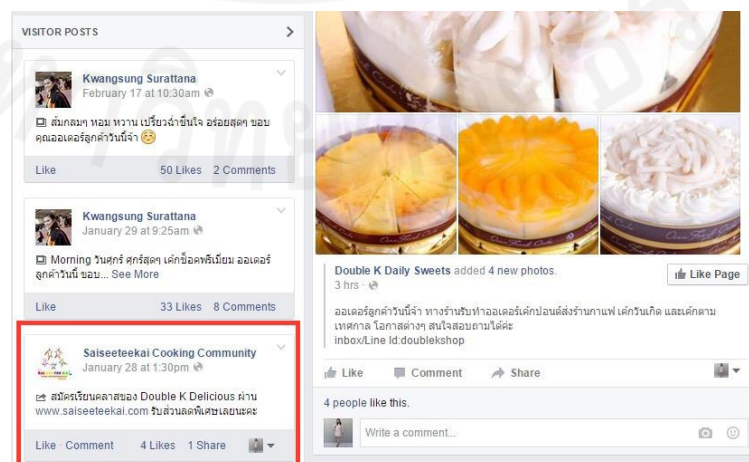 VISITOR POSTS
Kwangsung Surattana
February 17 at 10:30am
ส้มกลมๆ หอม หวาน เปรี้ยวฉ่ำชื่นใจ อร่อยสุดๆ ขอบ
คุณออเดอร์ลูกค้าวันนี้จ้า
Like 50 Likes 2 Comments
Kwangsung Surattana
January 29 at 9:25am
Morning วันศุกร์ ศุกร์สุดๆ เค้กช็อคพรีเมี่ยม ออเดอร์
ลูกค้าวันนี้ ขอบ... See More
Like 33 Likes 8 Comments
Saiseeteekai Cooking Community
January 28 at 1:30pm
สมัครเรียนคลาสของ Double K Delicious ผ่าน
www.saiseeteekai.com รับส่วนลดพิเศษเลยนะคะ
Like · Comment 4 Likes 1 Share
Double K Daily Sweets added 4 new photos.
3 hrs ·
Like Page
ออเดอร์ลูกค้าวันนี้จ้า ทางร้านรับทำออเดอร์เค้กปอนด์ส่งร้านกาแฟ เค้กวันเกิด และเค้กตาม
เทศกาล โอกาสต่างๆ สนใจสอบถามได้ค่ะ
inbox/Line Id:doublekshop
Like Comment Share
4 people like this.
Write a comment...